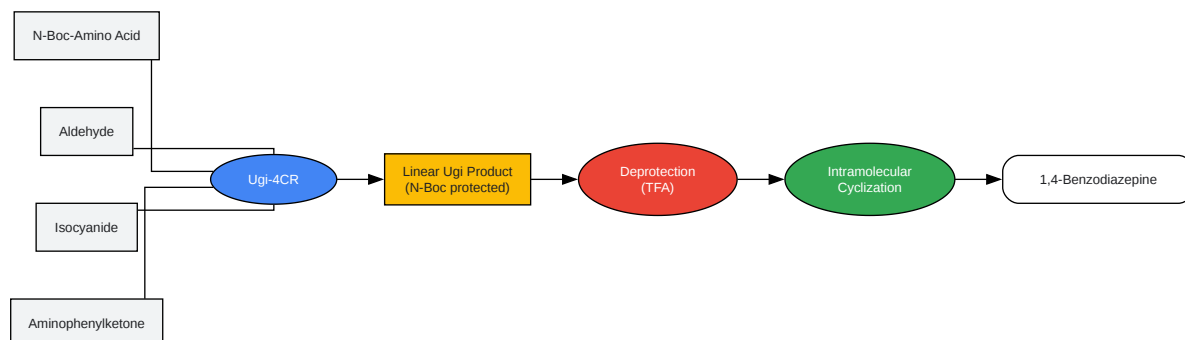 N-Boc-Amino Acid
Aldehyde
Isocyanide
Aminophenylketone
Ugi-4CR
Linear Ugi Product
(N-Boc protected)
Deprotection
(TFA)
Intramolecular
Cyclization
1,4-Benzodiazepine